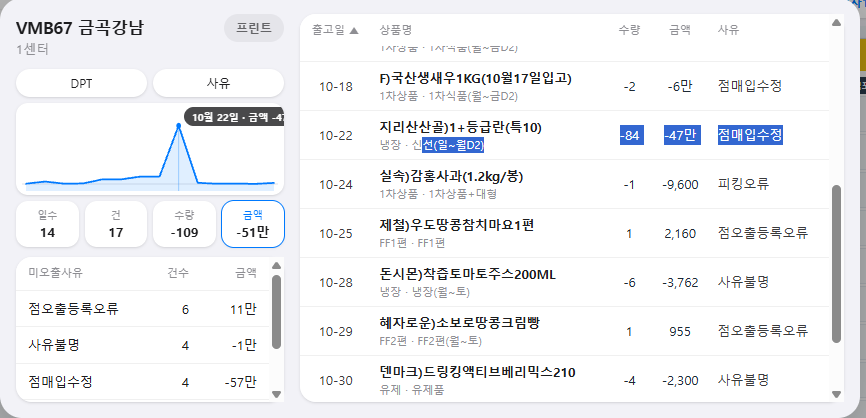 VMB67 금곡강남
프린트
1센터
DPT
사유
10월 22일 · 금액 -47
일수
14
건
17
수량
-109
금액
-51만
미오출사유 건수 금액
점오출등록오류 6 11만
사유불명 4 -1만
점매입수정 4 -57만
출고일 ▲ 상품명 수량 금액 사유
1차상품 · 1차식품(월~금D2)
10-18 F)국산생새우1KG(10월17일입고) -2 -6만 점매입수정
1차상품 · 1차식품(월~금D2)
10-22 지리산산골)1+등급란(특10) -84 -47만 점매입수정
냉장 · 신선(일~월D2)
10-24 실속)감홍사과(1.2kg/봉) -1 -9,600 피킹오류
1차상품 · 1차상품+대형
10-25 제철)우도땅콩참치마요1편 1 2,160 점오출등록오류
FF1편 · FF1편
10-28 돈시몬)착즙토마토주스200ML -6 -3,762 사유불명
냉장 · 냉장(월~토)
10-29 혜자로운)소보로땅콩크림빵 1 955 점오출등록오류
FF2편 · FF2편(월~토)
10-30 덴마크)드링킹액티브베리믹스210 -4 -2,300 사유불명
유제 · 유제품